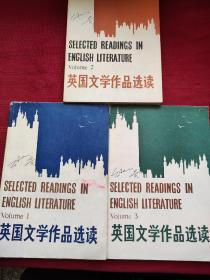 SELECTED READINGS IN
ENGLISH LITERATURE
Volume 2
英国文学作品选读
SELECTED READINGS IN
ENGLISH LITERATURE
Volume 1
英国文学作品选读
SELECTED READINGS IN
ENGLISH LITERATURE
Volume 3
英国文学作品选读